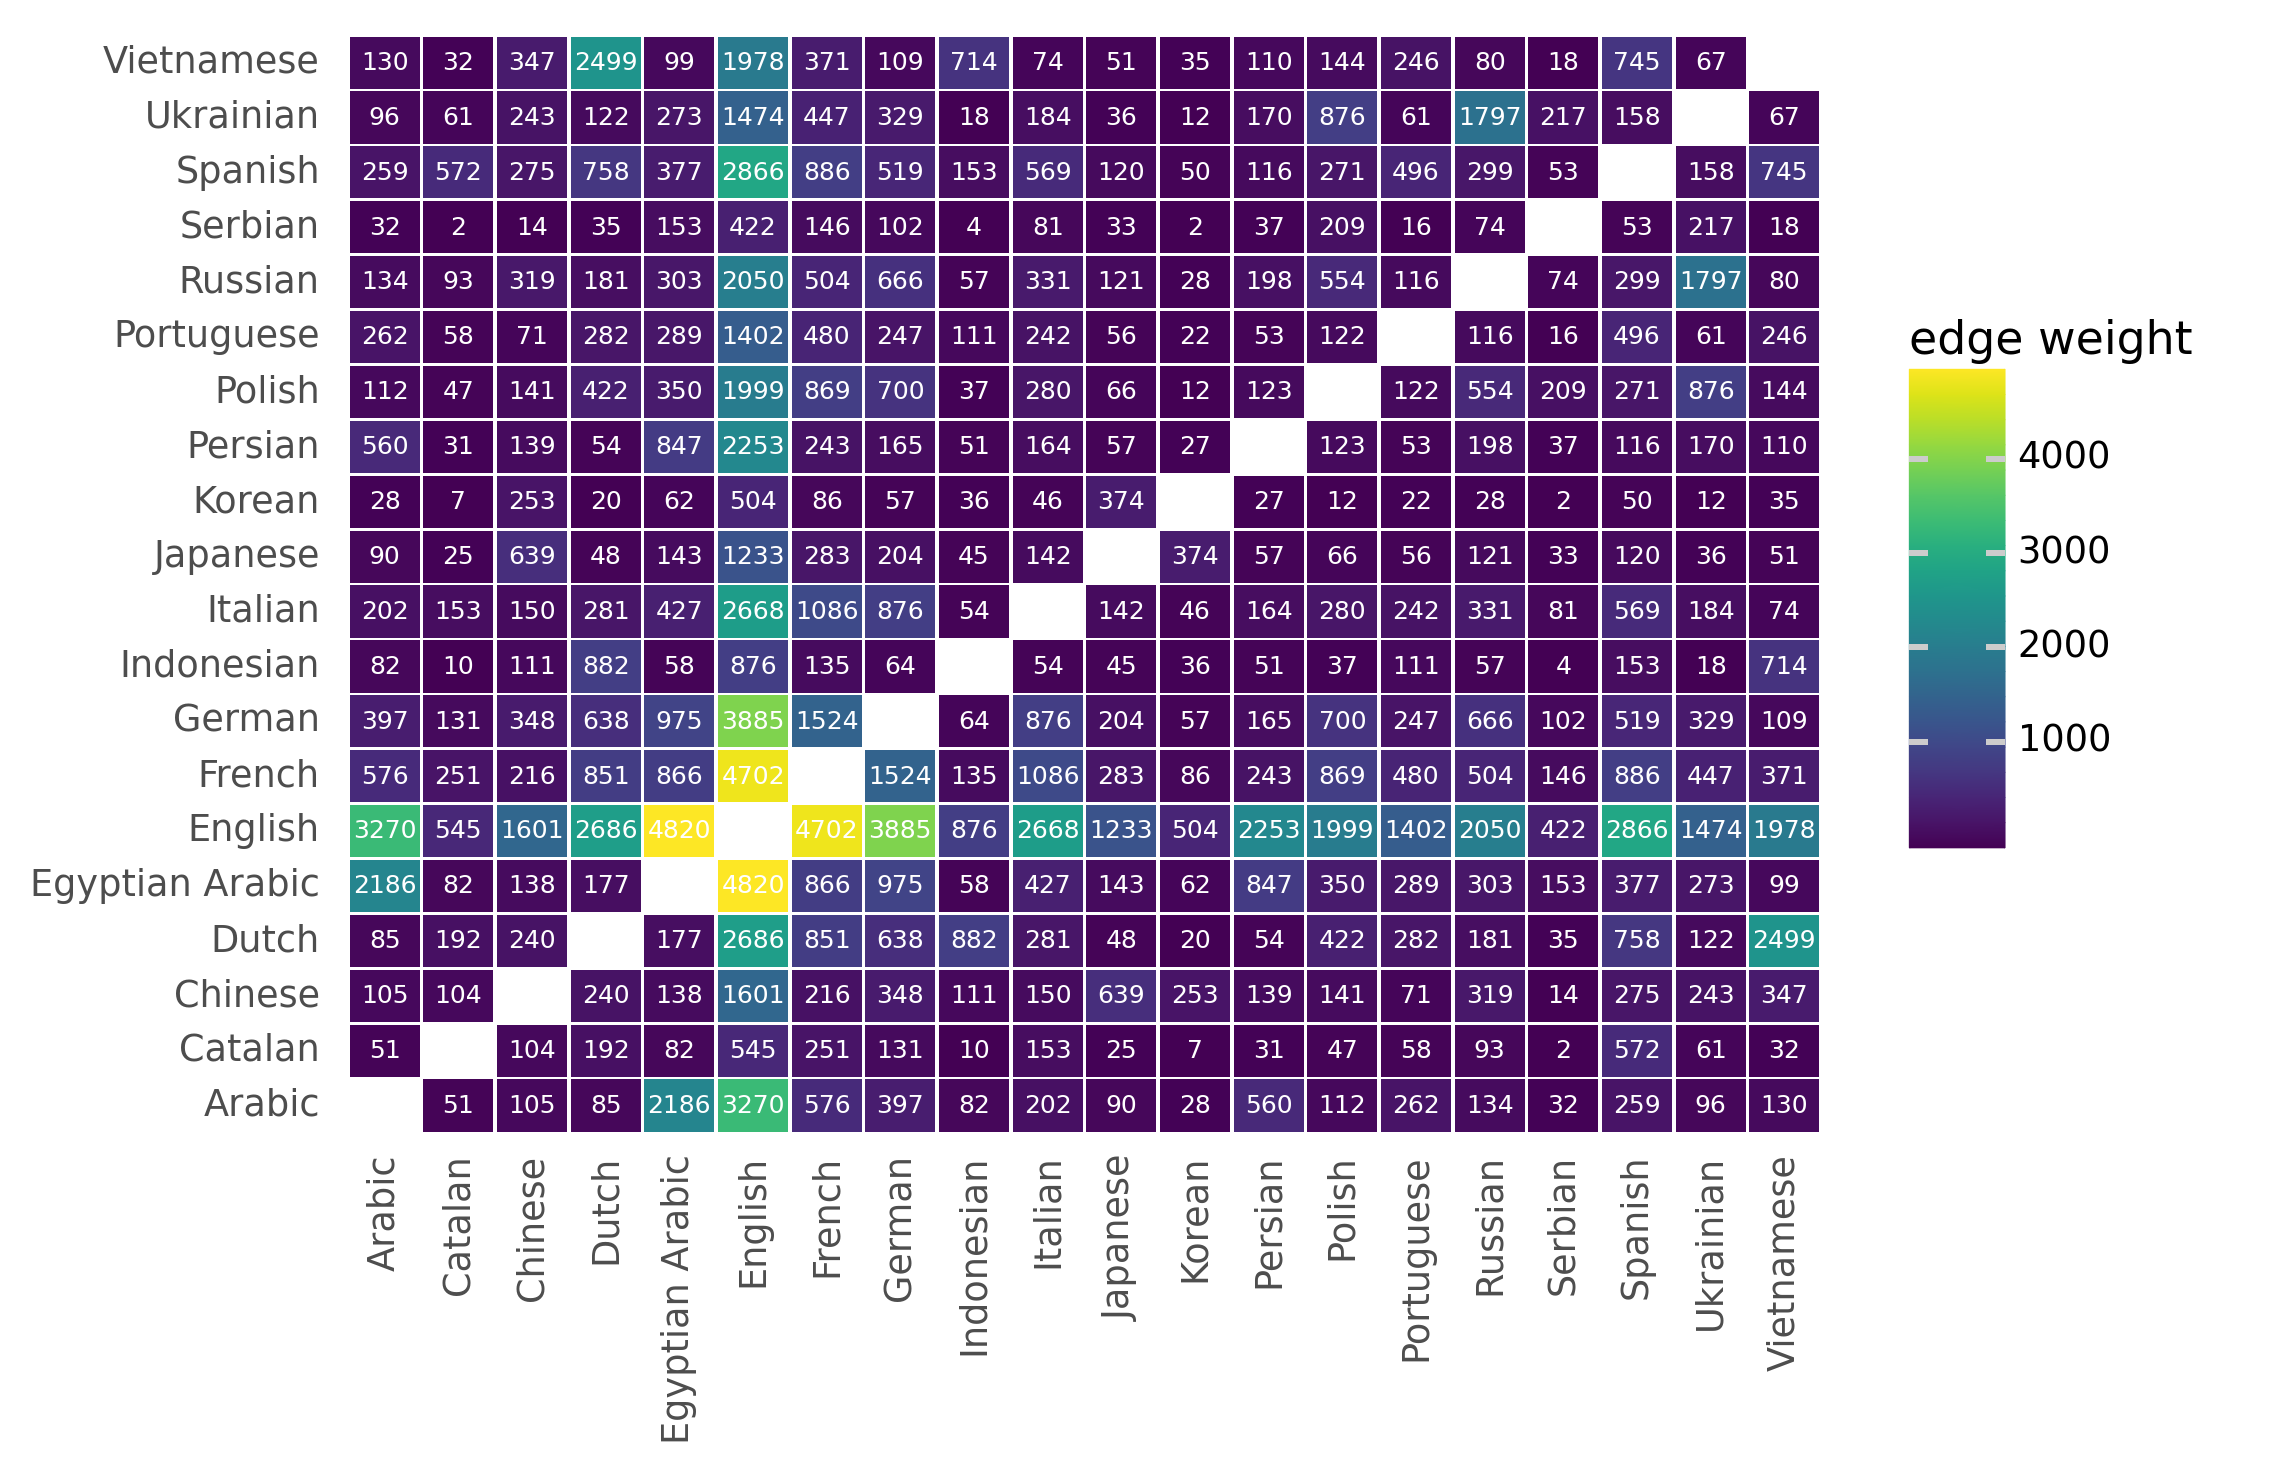 Vietnamese 130 32 347 2499 99 1978 371 109 714 74 51 35 110 144 246 80 18 745 67
Ukrainian 96 61 243 122 273 1474 447 329 18 184 36 12 170 876 61 1797 217 158 67
Spanish 259 572 275 758 377 2866 886 519 153 569 120 50 116 271 496 299 53 158 745
Serbian 32 2 14 35 153 422 146 102 4 81 33 2 37 209 16 74 53 217 18
Russian 134 93 319 181 303 2050 504 666 57 331 121 28 198 554 116 74 299 1797 80
Portuguese 262 58 71 282 289 1402 480 247 111 242 56 22 53 122 116 16 496 61 246
Polish 112 47 141 422 350 1999 869 700 37 280 66 12 123 122 554 209 271 876 144
Persian 560 31 139 54 847 2253 243 165 51 164 57 27 123 53 198 37 116 170 110
Korean 28 7 253 20 62 504 86 57 36 46 374 27 12 22 28 2 50 12 35
Japanese 90 25 639 48 143 1233 283 204 45 142 374 57 66 56 121 33 120 36 51
Italian 202 153 150 281 427 2668 1086 876 54 142 46 164 280 242 331 81 569 184 74
Indonesian 82 10 111 882 58 876 135 64 54 45 36 51 37 111 57 4 153 18 714
German 397 131 348 638 975 3885 1524 64 876 204 57 165 700 247 666 102 519 329 109
French 576 251 216 851 866 4702 1524 135 1086 283 86 243 869 480 504 146 886 447 371
English 3270 545 1601 2686 4820 4702 3885 876 2668 1233 504 2253 1999 1402 2050 422 2866 1474 1978
Egyptian Arabic 2186 82 138 177 4820 866 975 58 427 143 62 847 350 289 303 153 377 273 99
Dutch 85 192 240 177 2686 851 638 882 281 48 20 54 422 282 181 35 758 122 2499
Chinese 105 104 240 138 1601 216 348 111 150 639 253 139 141 71 319 14 275 243 347
Catalan 51 104 192 82 545 251 131 10 153 25 7 31 47 58 93 2 572 61 32
Arabic 51 105 85 2186 3270 576 397 82 202 90 28 560 112 262 134 32 259 96 130
Arabic
Catalan
Chinese
Dutch
Egyptian Arabic
English
French
German
Indonesian
Italian
Japanese
Korean
Persian
Polish
Portuguese
Russian
Serbian
Spanish
Ukrainian
Vietnamese
edge weight
4000
3000
2000
1000